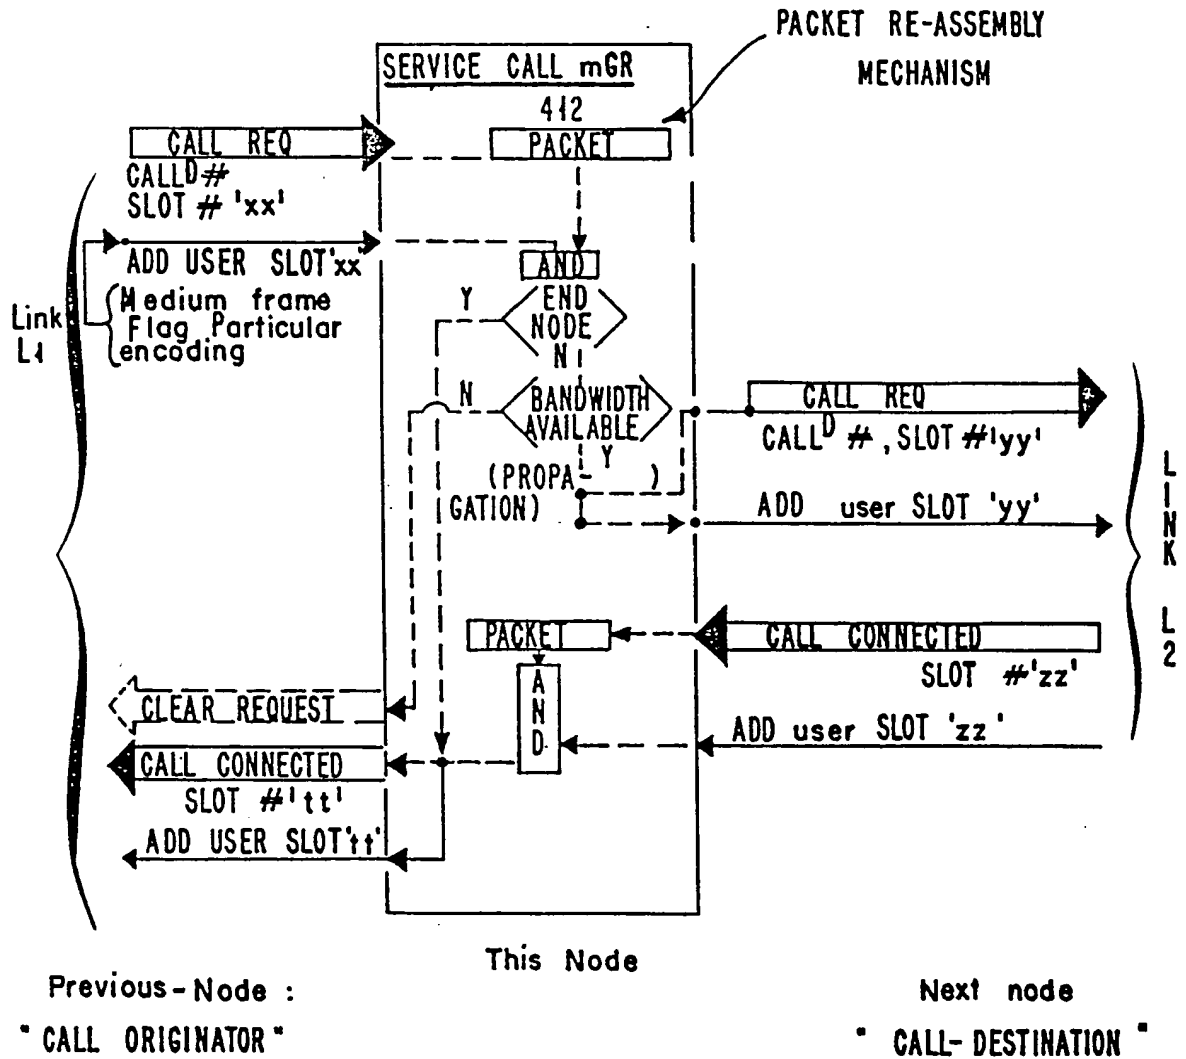 PACKET RE-ASSEMBLY
MECHANISM
SERVICE CALL mGR
412
CALL REQ
PACKET
CALLD #
SLOT # 'xx'
ADD USER SLOT'xx'
AND
Medium frame
Flag Particular
encoding
Link
L1
Y
END
NODE
N
N
BANDWIDTH
AVAILABLE
Y
(PROPA- )
GATION)
CALL REQ
CALLD #, SLOT #'yy'
ADD user SLOT 'yy'
LINK L2
PACKET
CALL CONNECTED
SLOT #'zz'
AND
ADD user SLOT 'zz'
CLEAR REQUEST
CALL CONNECTED
SLOT #'tt'
ADD USER SLOT'tt'
This Node
Previous-Node :
"CALL ORIGINATOR"
Next node
"CALL-DESTINATION"